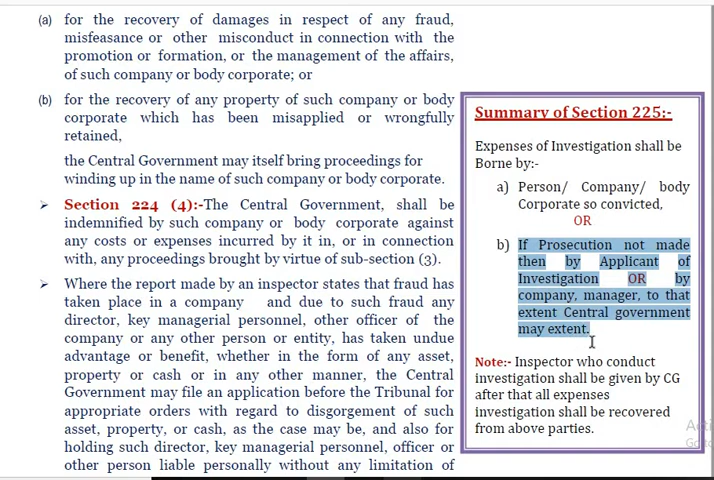 (a) for the recovery of damages in respect of any fraud,
misfeasance or other misconduct in connection with the
promotion or formation, or the management of the affairs,
of such company or body corporate; or
(b) for the recovery of any property of such company or body
corporate which has been misapplied or wrongfully
retained,
the Central Government may itself bring proceedings for
winding up in the name of such company or body corporate.
➢ Section 224 (4):-The Central Government, shall be
indemnified by such company or body corporate against
any costs or expenses incurred by it in, or in connection
with, any proceedings brought by virtue of sub-section (3).
➢ Where the report made by an inspector states that fraud has
taken place in a company and due to such fraud any
director, key managerial personnel, other officer of the
company or any other person or entity, has taken undue
advantage or benefit, whether in the form of any asset,
property or cash or in any other manner, the Central
Government may file an application before the Tribunal for
appropriate orders with regard to disgorgement of such
asset, property, or cash, as the case may be, and also for
holding such director, key managerial personnel, officer or
other person liable personally without any limitation of
Summary of Section 225:-
Expenses of Investigation shall be
Borne by:-
a) Person/ Company/ body
Corporate so convicted,
OR
b) If Prosecution not made
then by Applicant of
Investigation OR by
company, manager, to that
extent Central government
may extent.
Note:- Inspector who conduct
investigation shall be given by CG
after that all expenses
investigation shall be recovered
from above parties.